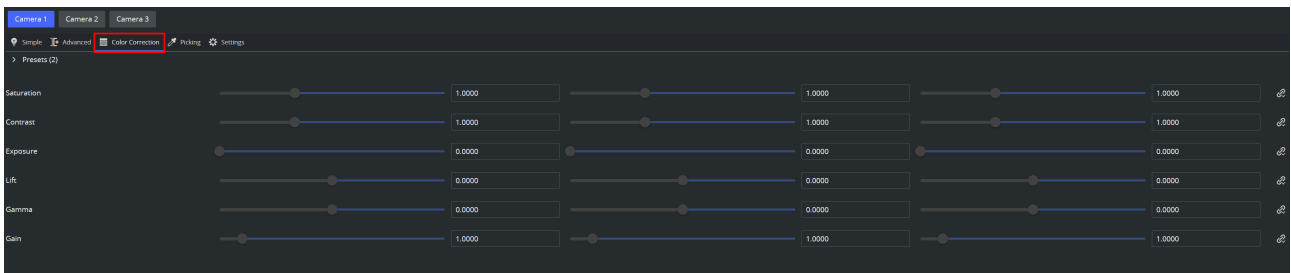 Camera 1 Camera 2 Camera 3
Simple Advanced Color Correction Picking Settings
Presets (2)
Saturation 1.0000 1.0000 1.0000
Contrast 1.0000 1.0000 1.0000
Exposure 0.0000 0.0000 0.0000
Lift 0.0000 0.0000 0.0000
Gamma 0.0000 0.0000 0.0000
Gain 1.0000 1.0000 1.0000